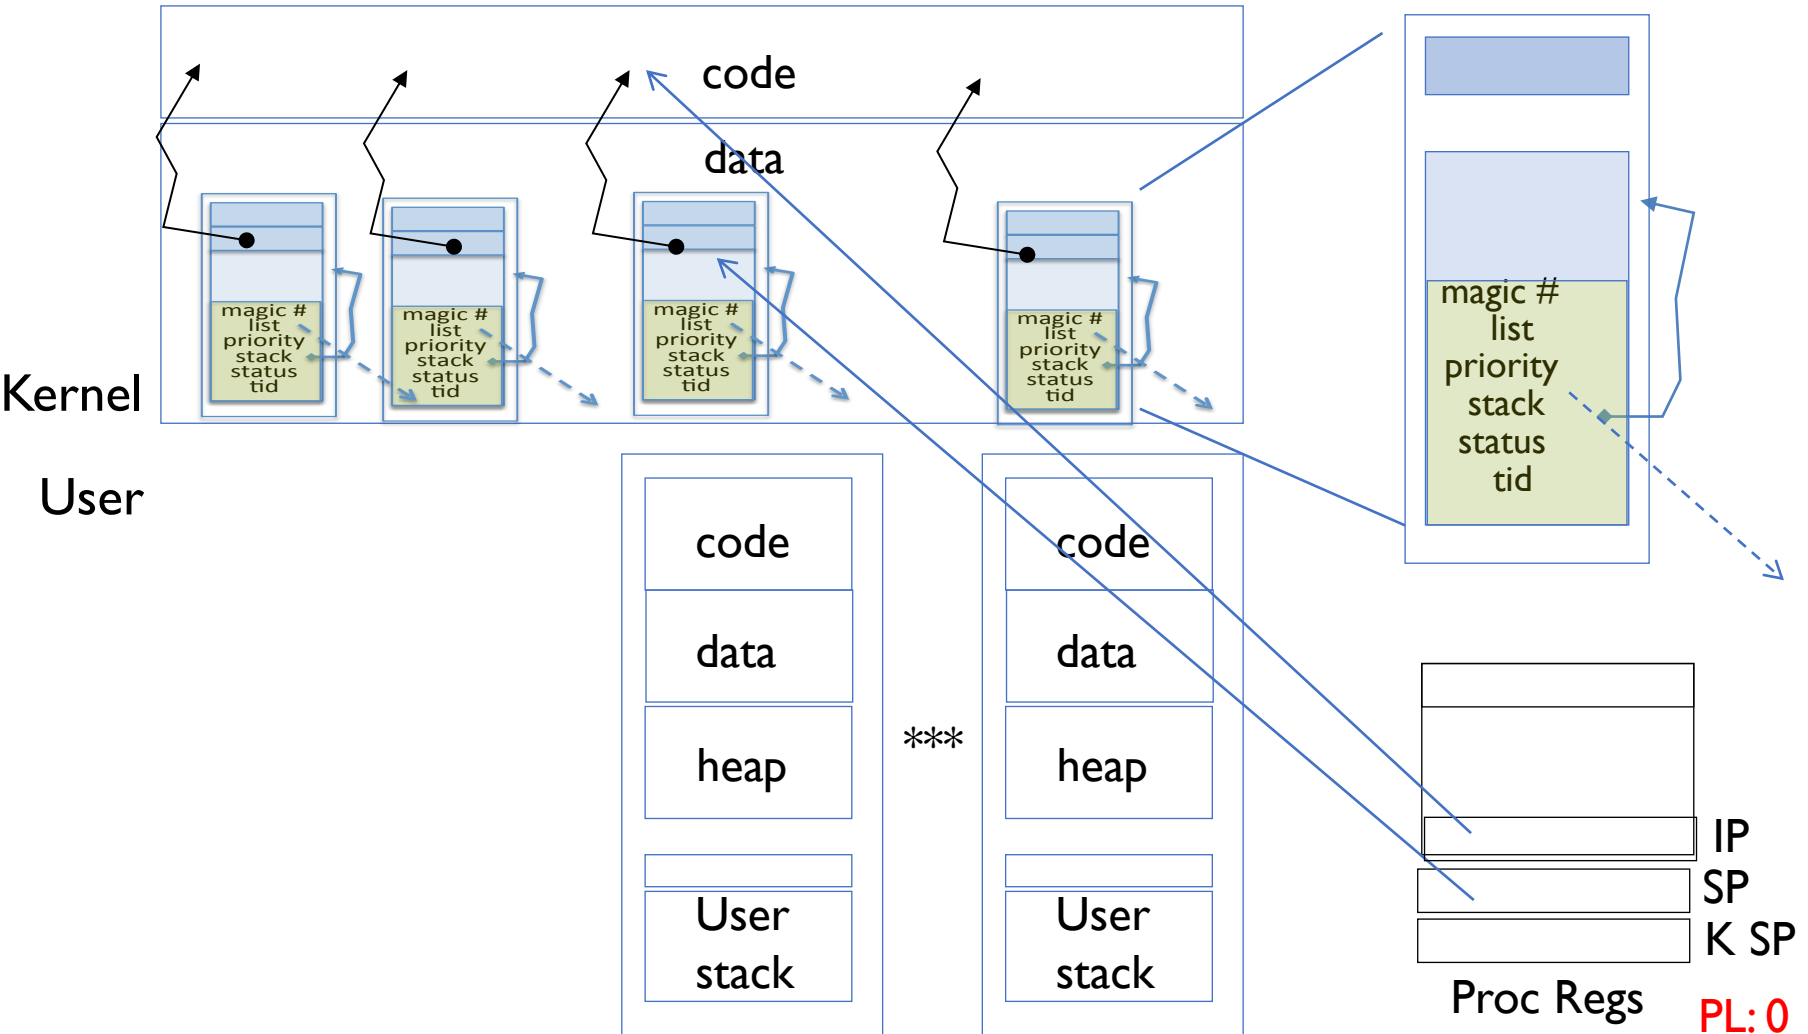 code
data
magic #
list
priority
stack
status
tid
magic #
list
priority
stack
status
tid
magic #
list
priority
stack
status
tid
magic #
list
priority
stack
status
tid
magic #
list
priority
stack
status
tid
Kernel
User
code
data
heap
User
stack
***
code
data
heap
User
stack
IP
SP
K SP
Proc Regs
PL: 0